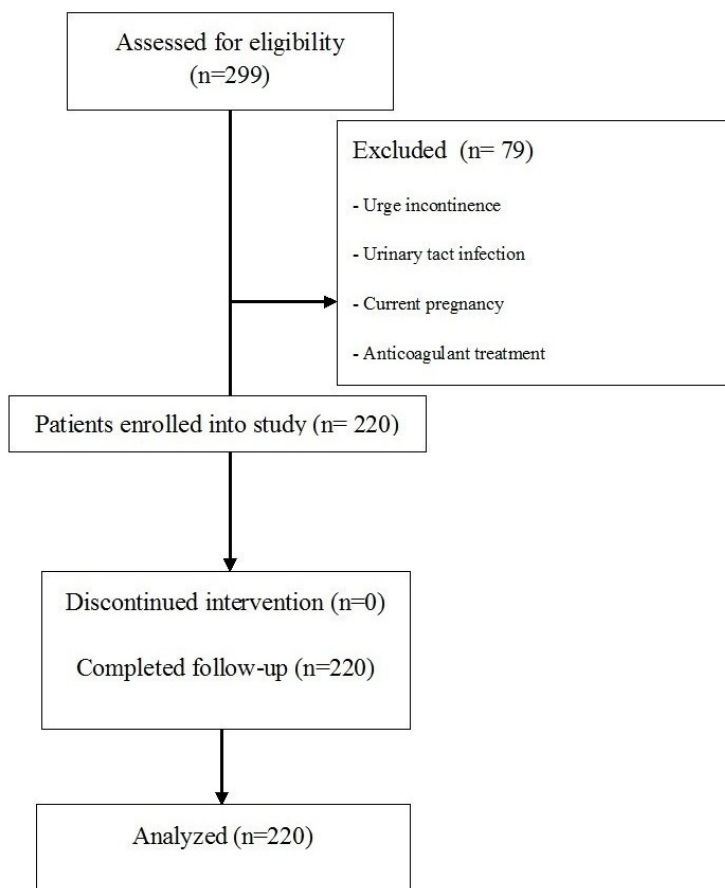 Assessed for eligibility
(n=299)
Excluded (n= 79)
- Urge incontinence
- Urinary tact infection
- Current pregnancy
- Anticoagulant treatment
Patients enrolled into study (n= 220)
Discontinued intervention (n=0)
Completed follow-up (n=220)
Analyzed (n=220)